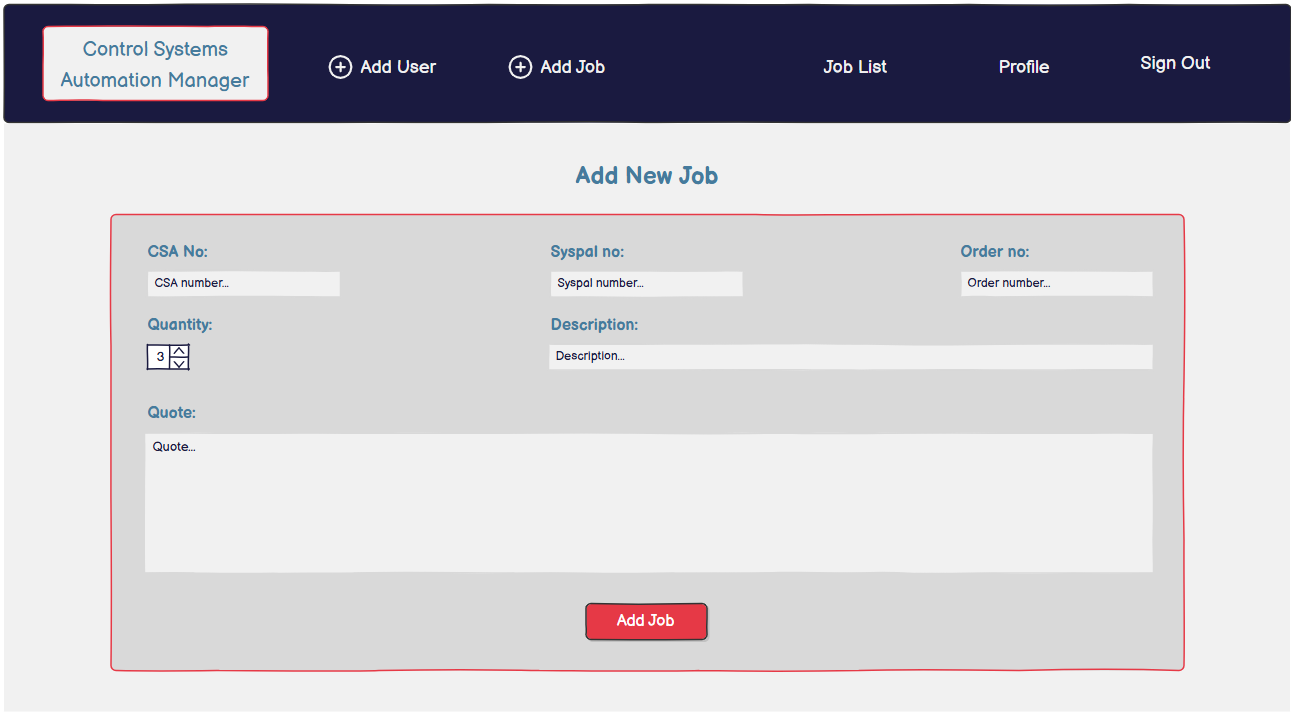 Control Systems
Automation Manager
Add User
Add Job
Job List
Profile
Sign Out
Add New Job
CSA No:
Syspal no:
Order no:
CSA number...
Syspal number...
Order number...
Quantity:
Description:
3
Description...
Quote:
Quote...
Add Job